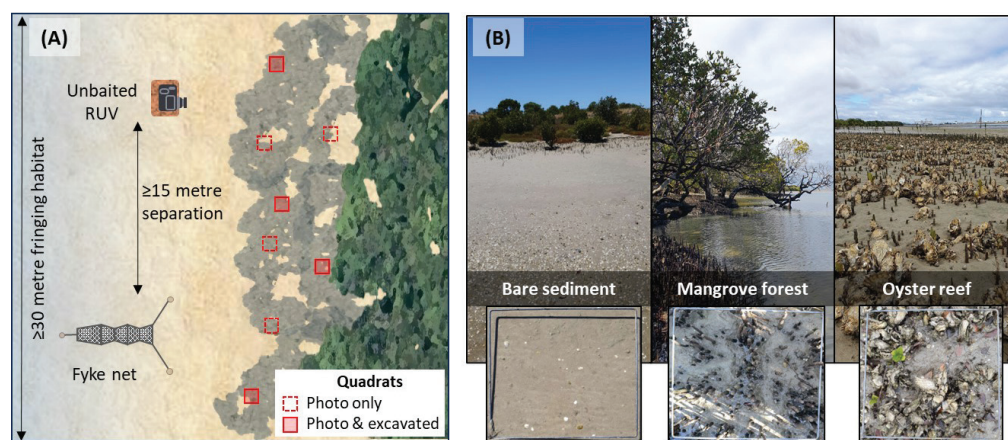 (A)
Unbaited
RUV
≥30 metre fringing habitat
≥15 metre
separation
Fyke net
Quadrats
Photo only
Photo & excavated
(B)
Bare sediment
Mangrove forest
Oyster reef